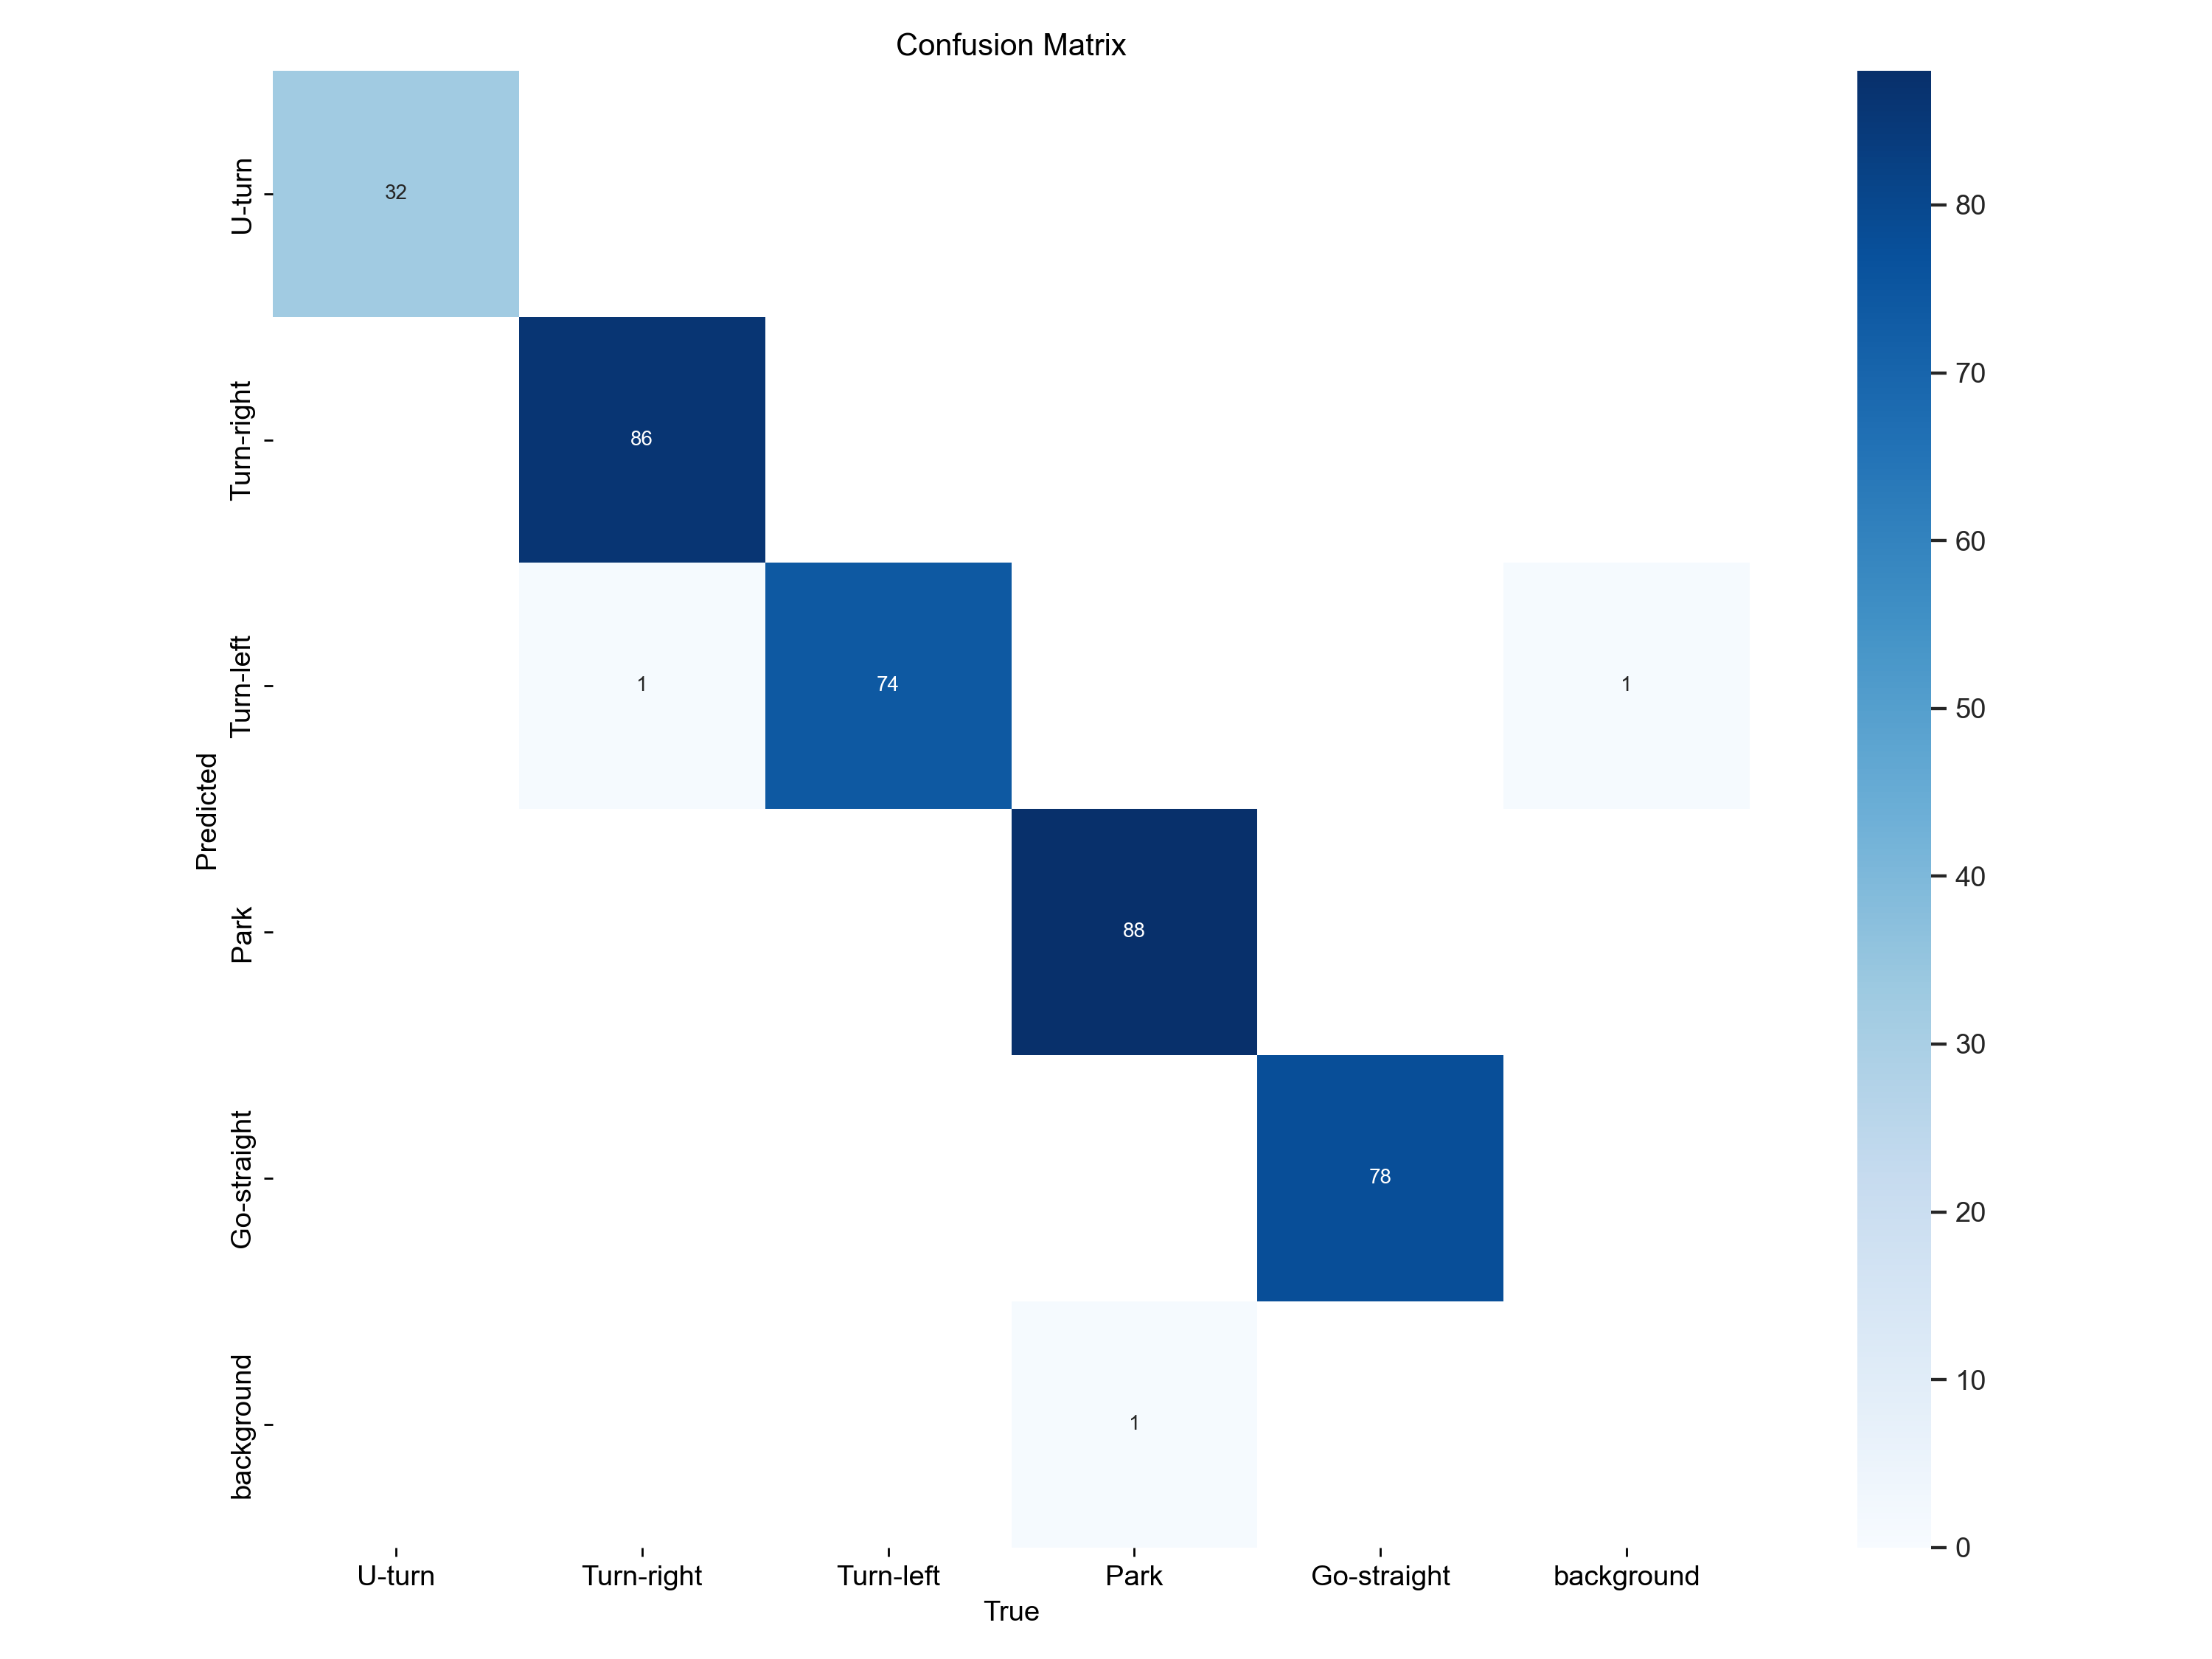 Confusion Matrix
U-turn
32
Turn-right
86
Turn-left
1 74 1
Predicted
Park
88
Go-straight
78
background
1
U-turn Turn-right Turn-left Park Go-straight background
True
80
70
60
50
40
30
20
10
0